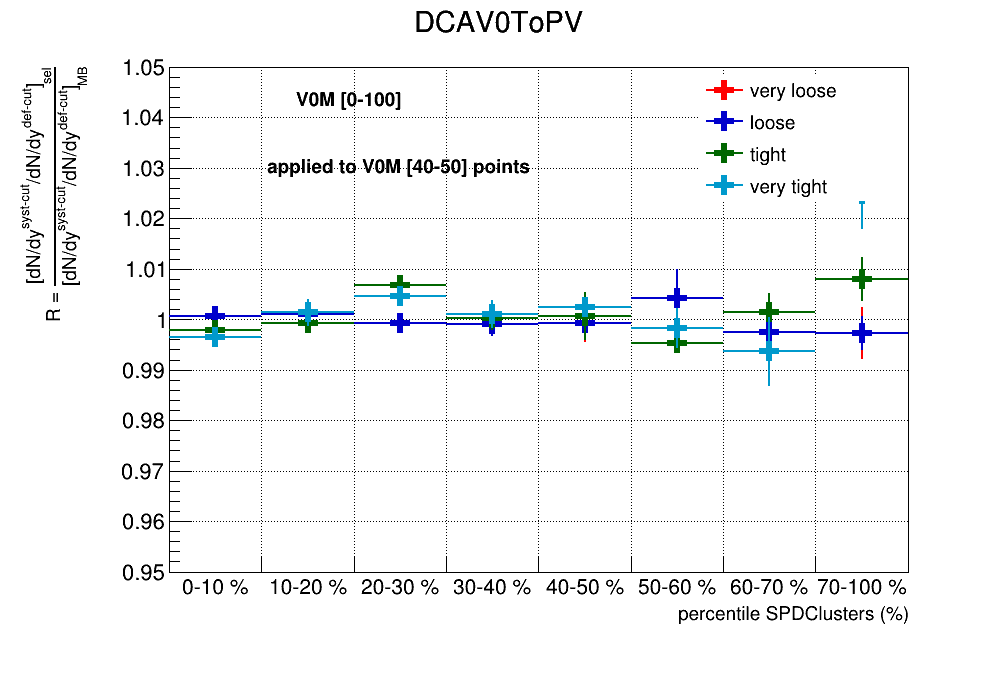 DCAV0ToPV
R = [dN/dy^syst-cut/dN/dy^def-cut]_sel / [dN/dy^syst-cut/dN/dy^def-cut]_MB
1.05
1.04
1.03
1.02
1.01
1
0.99
0.98
0.97
0.96
0.95
V0M [0-100]
applied to V0M [40-50] points
very loose
loose
tight
very tight
0-10 % 10-20 % 20-30 % 30-40 % 40-50 % 50-60 % 60-70 % 70-100 %
percentile SPDClusters (%)